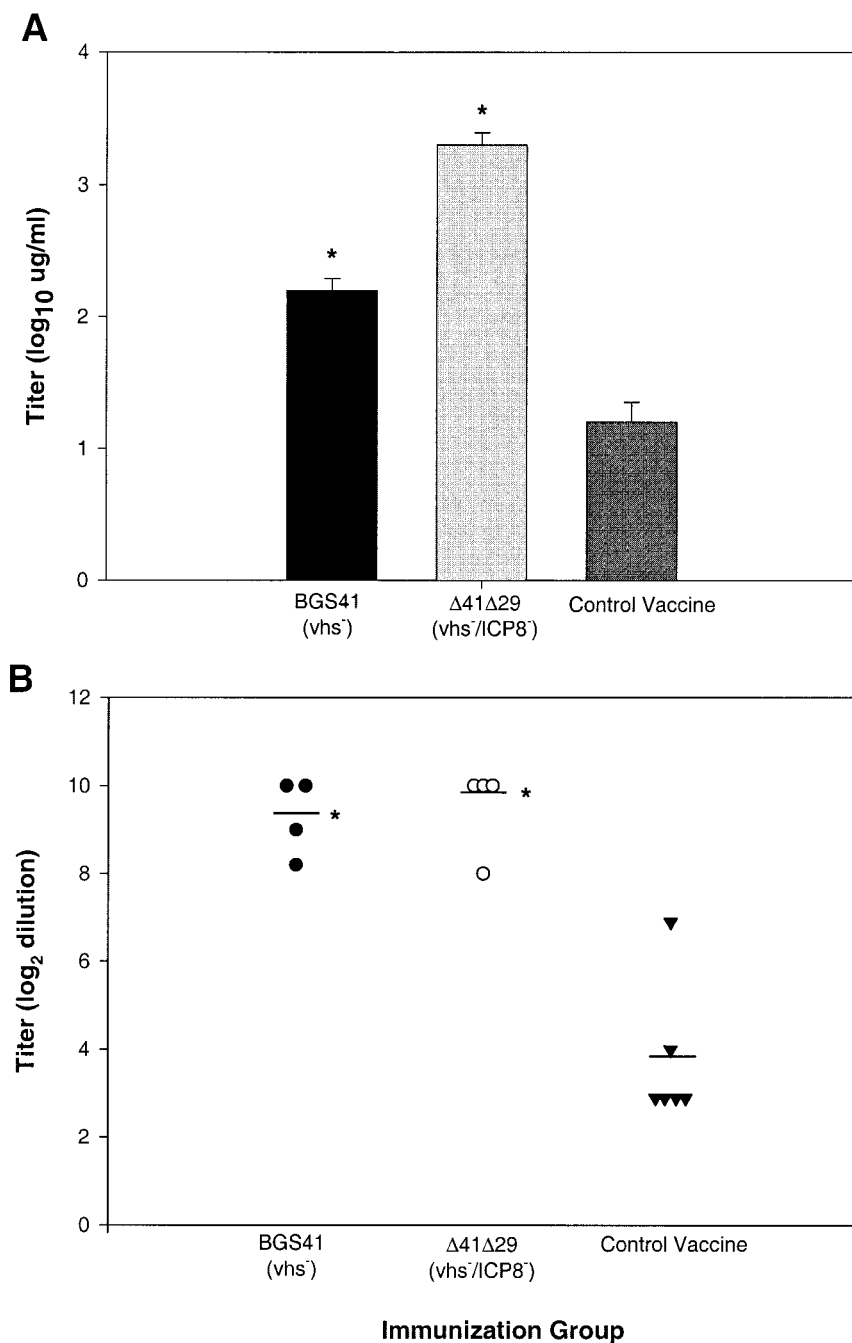 A
4
3
2
1
0
Titer (log10 ug/ml)
*
*
BGS41
(vhs-)
Δ41Δ29
(vhs-/ICP8-)
Control Vaccine
B
12
10
8
6
4
2
0
Titer (log2 dilution)
*
*
BGS41
(vhs-)
Δ41Δ29
(vhs-/ICP8-)
Control Vaccine
Immunization Group